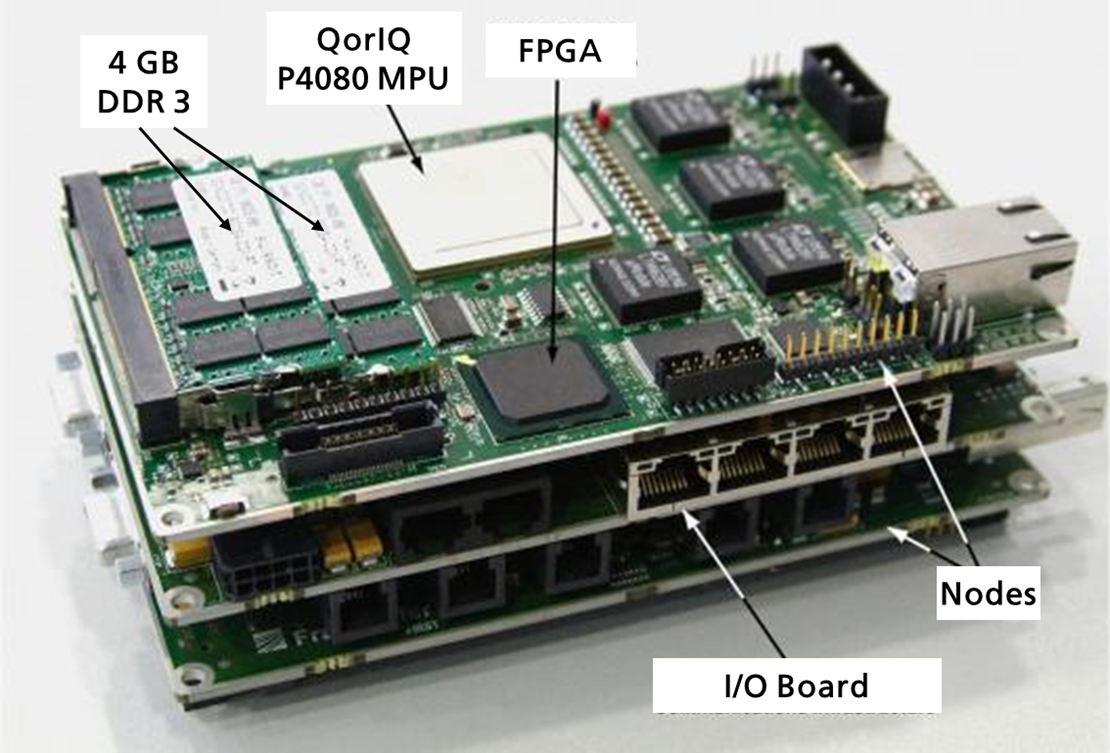 4 GB
DDR 3
QorIQ
P4080 MPU
FPGA
Nodes
I/O Board